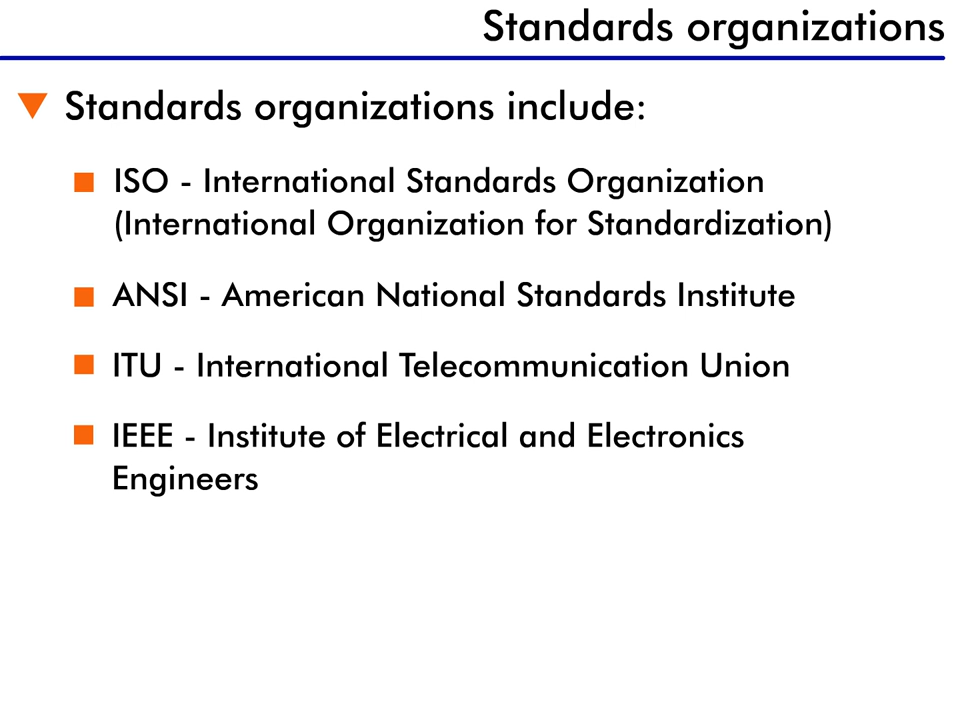 Standards organizations
Standards organizations include:
ISO - International Standards Organization
(International Organization for Standardization)
ANSI - American National Standards Institute
ITU - International Telecommunication Union
IEEE - Institute of Electrical and Electronics
Engineers